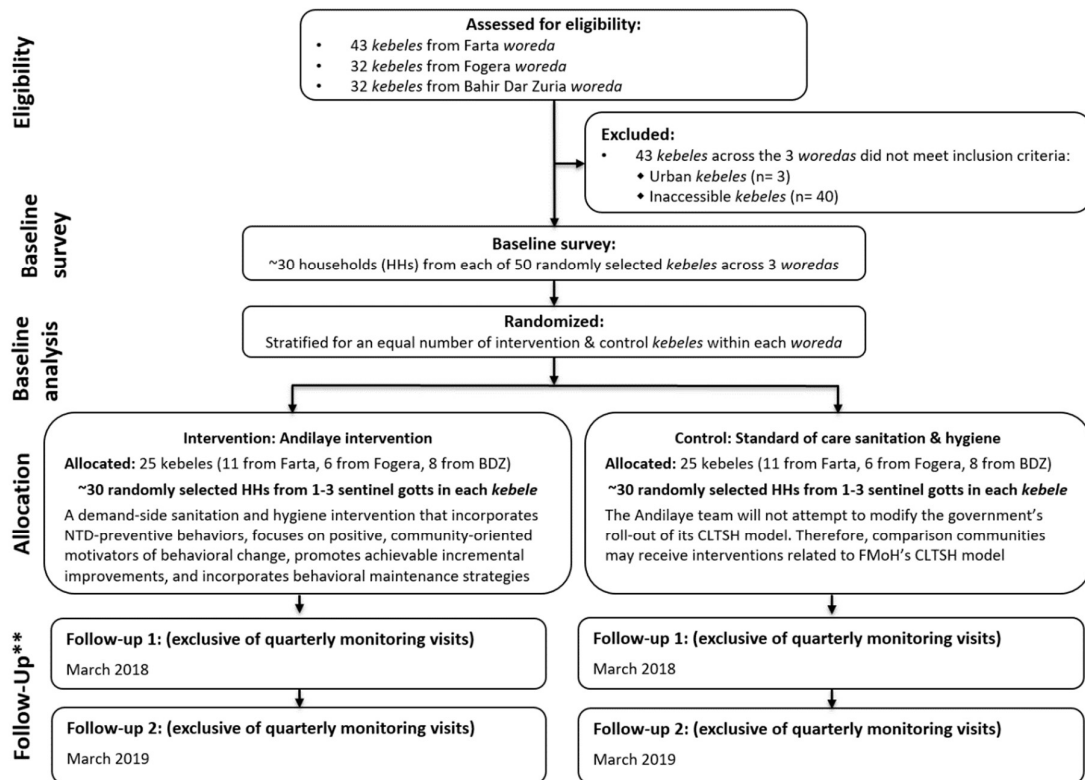 Eligibility
Assessed for eligibility:
• 43 kebeles from Farta woreda
• 32 kebeles from Fogera woreda
• 32 kebeles from Bahir Dar Zuria woreda
Excluded:
• 43 kebeles across the 3 woredas did not meet inclusion criteria:
◆ Urban kebeles (n= 3)
◆ Inaccessible kebeles (n= 40)
Baseline
survey
Baseline survey:
~30 households (HHs) from each of 50 randomly selected kebeles across 3 woredas
Baseline
analysis
Randomized:
Stratified for an equal number of intervention & control kebeles within each woreda
Allocation
Intervention: Andilaye intervention
Allocated: 25 kebeles (11 from Farta, 6 from Fogera, 8 from BDZ)
~30 randomly selected HHs from 1-3 sentinel gotts in each kebele
A demand-side sanitation and hygiene intervention that incorporates
NTD-preventive behaviors, focuses on positive, community-oriented
motivators of behavioral change, promotes achievable incremental
improvements, and incorporates behavioral maintenance strategies
Control: Standard of care sanitation & hygiene
Allocated: 25 kebeles (11 from Farta, 6 from Fogera, 8 from BDZ)
~30 randomly selected HHs from 1-3 sentinel gotts in each kebele
The Andilaye team will not attempt to modify the government's
roll-out of its CLTSH model. Therefore, comparison communities
may receive interventions related to FMoH's CLTSH model
Follow-Up**
Follow-up 1: (exclusive of quarterly monitoring visits)
March 2018
Follow-up 1: (exclusive of quarterly monitoring visits)
March 2018
Follow-up 2: (exclusive of quarterly monitoring visits)
March 2019
Follow-up 2: (exclusive of quarterly monitoring visits)
March 2019